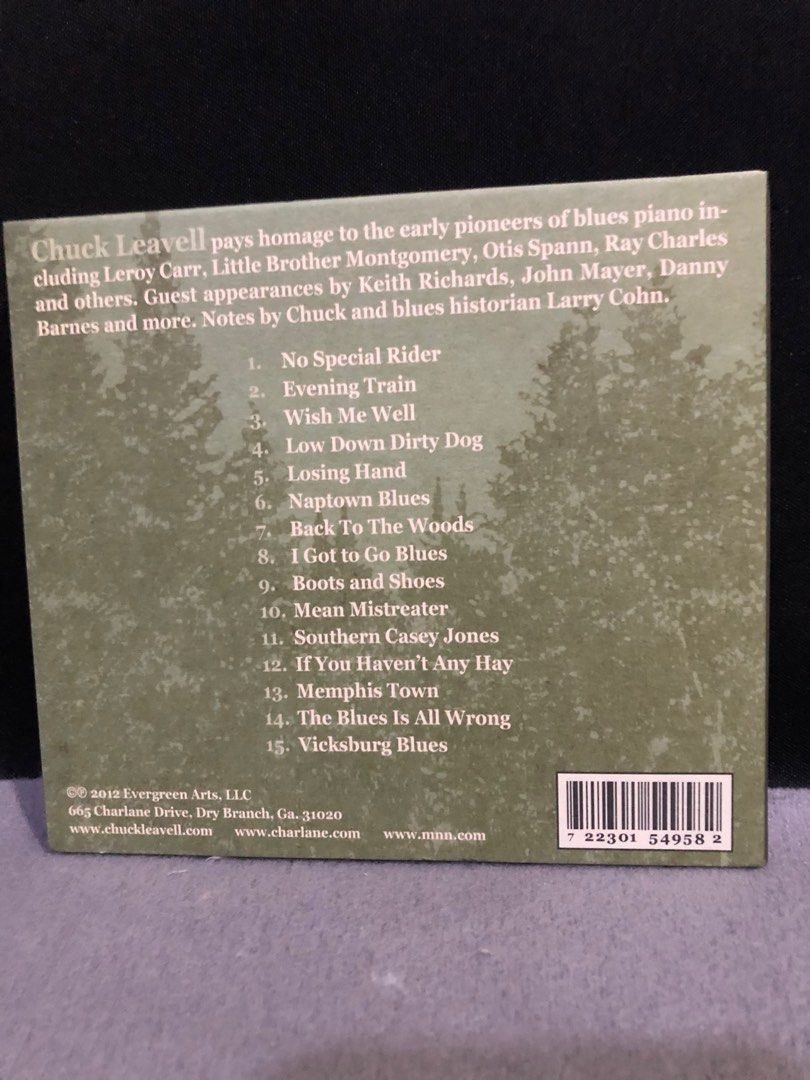 Chuck Leavell pays homage to the early pioneers of blues piano in-
cluding Leroy Carr, Little Brother Montgomery, Otis Spann, Ray Charles
and others. Guest appearances by Keith Richards, John Mayer, Danny
Barnes and more. Notes by Chuck and blues historian Larry Cohn.
1. No Special Rider
2. Evening Train
3. Wish Me Well
4. Low Down Dirty Dog
5. Losing Hand
6. Naptown Blues
7. Back To The Woods
8. I Got to Go Blues
9. Boots and Shoes
10. Mean Mistreater
11. Southern Casey Jones
12. If You Haven't Any Hay
13. Memphis Town
14. The Blues Is All Wrong
15. Vicksburg Blues
©℗ 2012 Evergreen Arts, LLC
665 Charlane Drive, Dry Branch, Ga. 31020
www.chuckleavell.com www.charlane.com www.mnn.com
7 22301 54958 2